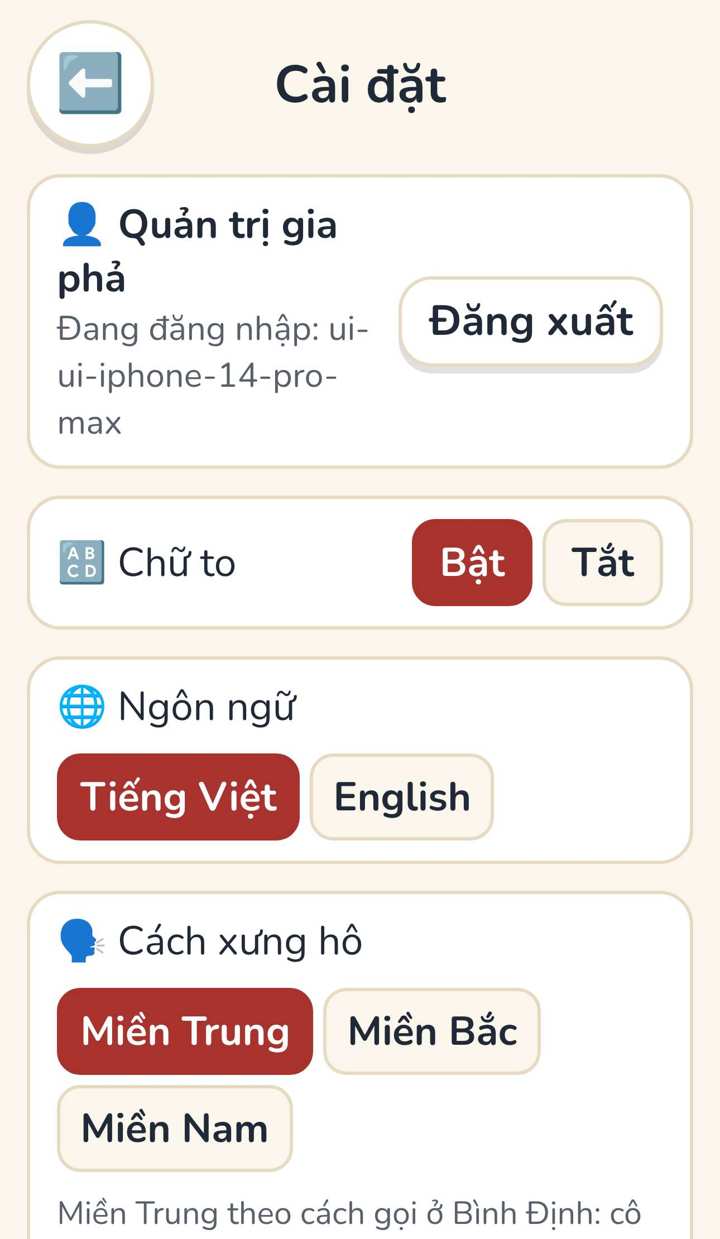 Cài đặt
Quản trị gia
phả
Đang đăng nhập: ui-
ui-iphone-14-pro-
max
Đăng xuất
Chữ to
Bật
Tắt
Ngôn ngữ
Tiếng Việt
English
Cách xưng hô
Miền Trung
Miền Bắc
Miền Nam
Miền Trung theo cách gọi ở Bình Định: cô